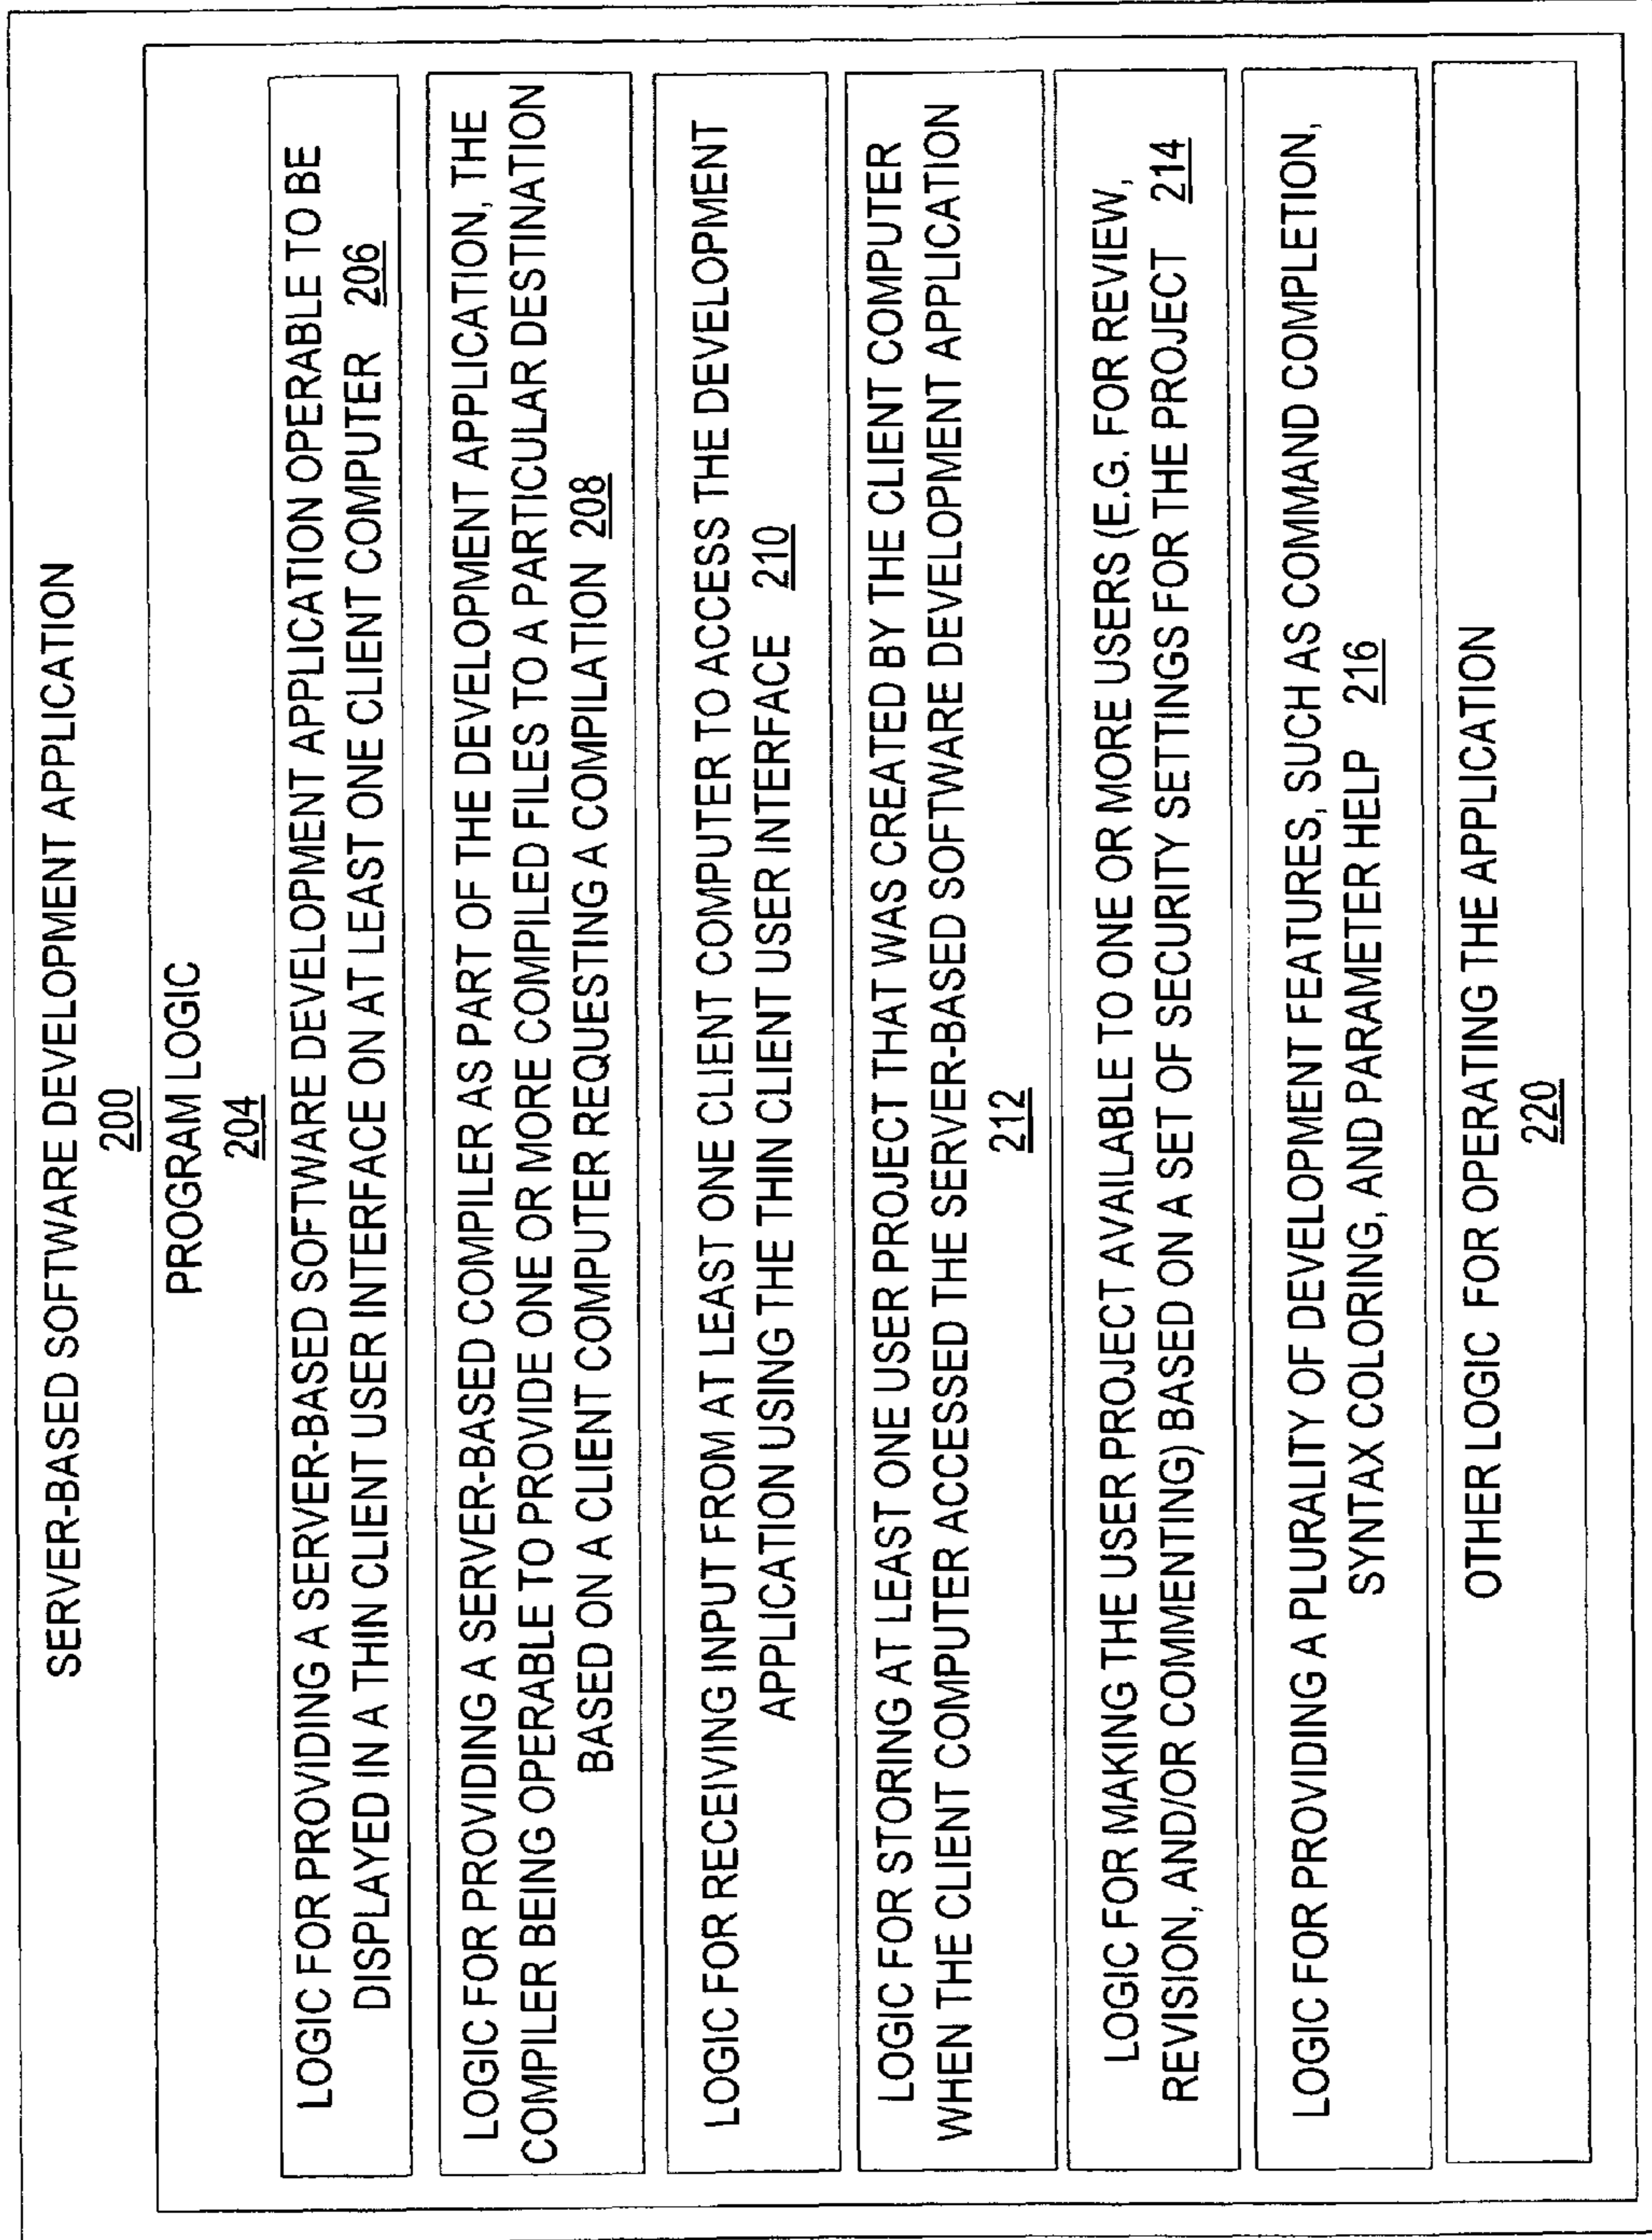 SERVER-BASED SOFTWARE DEVELOPMENT APPLICATION
200
PROGRAM LOGIC
204
LOGIC FOR PROVIDING A SERVER-BASED SOFTWARE DEVELOPMENT APPLICATION OPERABLE TO BE
DISPLAYED IN A THIN CLIENT USER INTERFACE ON AT LEAST ONE CLIENT COMPUTER 206
LOGIC FOR PROVIDING A SERVER-BASED COMPILER AS PART OF THE DEVELOPMENT APPLICATION, THE
COMPILER BEING OPERABLE TO PROVIDE ONE OR MORE COMPILED FILES TO A PARTICULAR DESTINATION
BASED ON A CLIENT COMPUTER REQUESTING A COMPILATION 208
LOGIC FOR RECEIVING INPUT FROM AT LEAST ONE CLIENT COMPUTER TO ACCESS THE DEVELOPMENT
APPLICATION USING THE THIN CLIENT USER INTERFACE 210
LOGIC FOR STORING AT LEAST ONE USER PROJECT THAT WAS CREATED BY THE CLIENT COMPUTER
WHEN THE CLIENT COMPUTER ACCESSED THE SERVER-BASED SOFTWARE DEVELOPMENT APPLICATION
212
LOGIC FOR MAKING THE USER PROJECT AVAILABLE TO ONE OR MORE USERS (E.G. FOR REVIEW,
REVISION, AND/OR COMMENTING) BASED ON A SET OF SECURITY SETTINGS FOR THE PROJECT 214
LOGIC FOR PROVIDING A PLURALITY OF DEVELOPMENT FEATURES, SUCH AS COMMAND COMPLETION,
SYNTAX COLORING, AND PARAMETER HELP 216
OTHER LOGIC FOR OPERATING THE APPLICATION
220